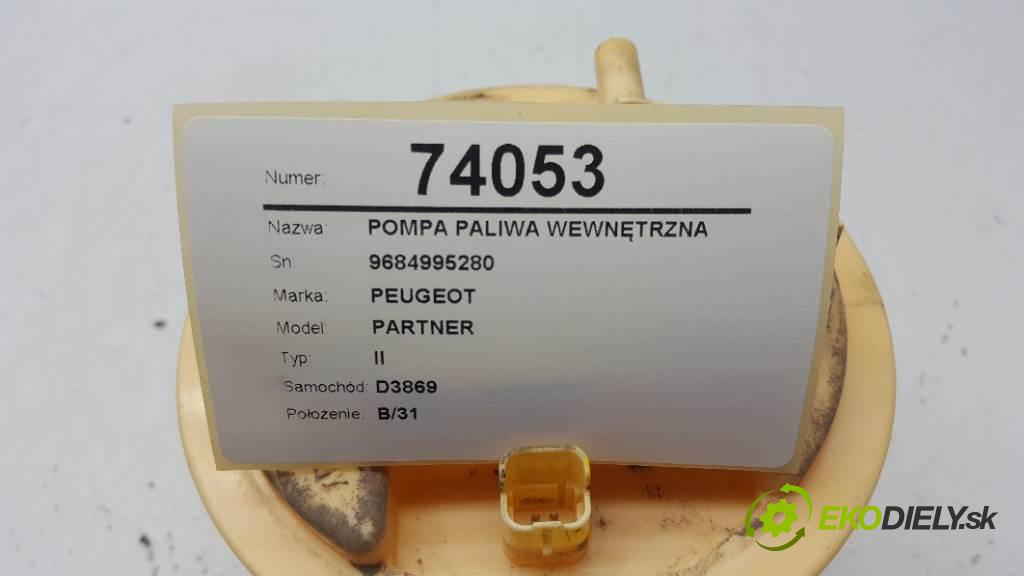 Numer: 74053
Nazwa: POMPA PALIWA WEWNĘTRZNA
Sn: 9684995280
Marka: PEUGEOT
Model: PARTNER
Typ: II
Samochód: D3869
Położenie: B/31
EKODIELY.sk